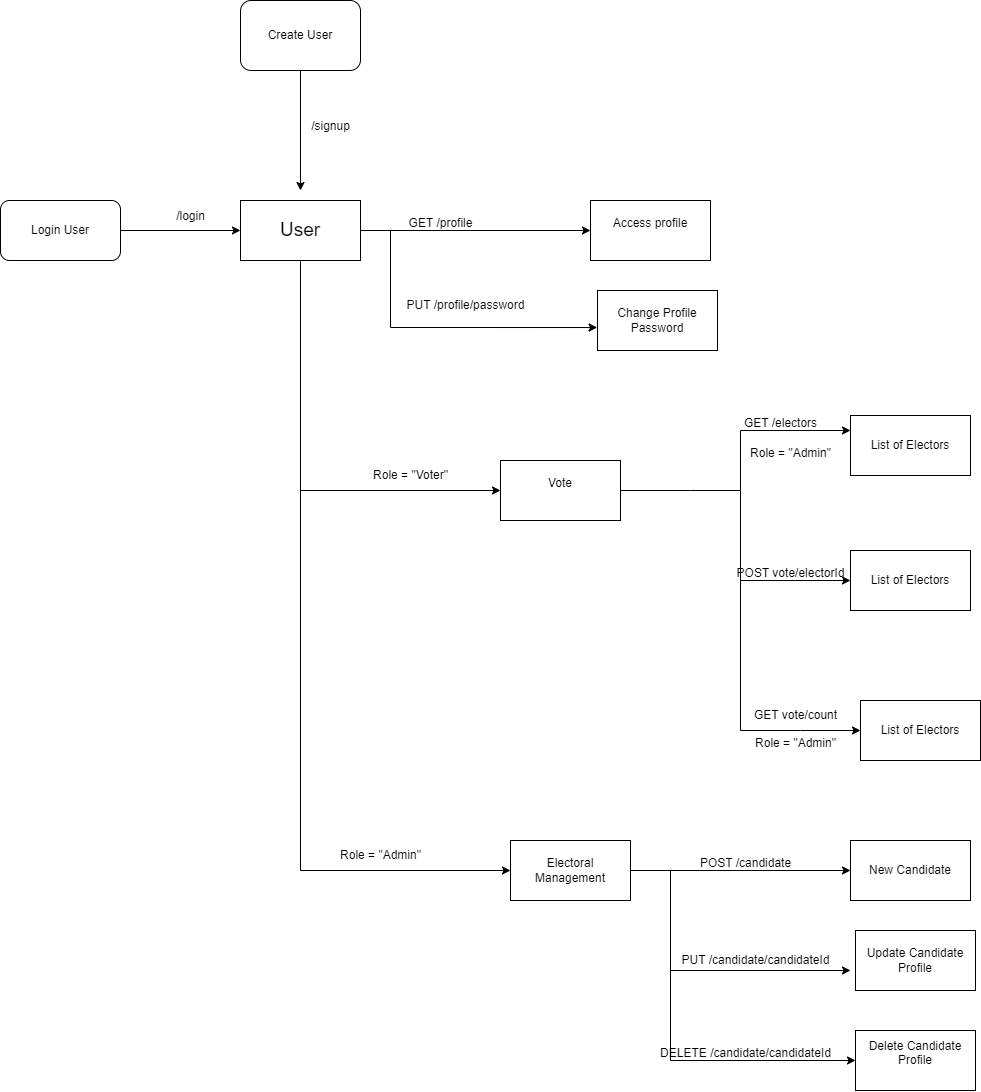 Create User
/signup
Login User
/login
User
GET /profile
Access profile
PUT /profile/password
Change Profile
Password
GET /electors
Role = "Admin"
List of Electors
Role = "Voter"
Vote
POST vote/electorId
List of Electors
GET vote/count
Role = "Admin"
List of Electors
Role = "Admin"
Electoral
Management
POST /candidate
New Candidate
PUT /candidate/candidateId
Update Candidate
Profile
DELETE /candidate/candidateId
Delete Candidate
Profile